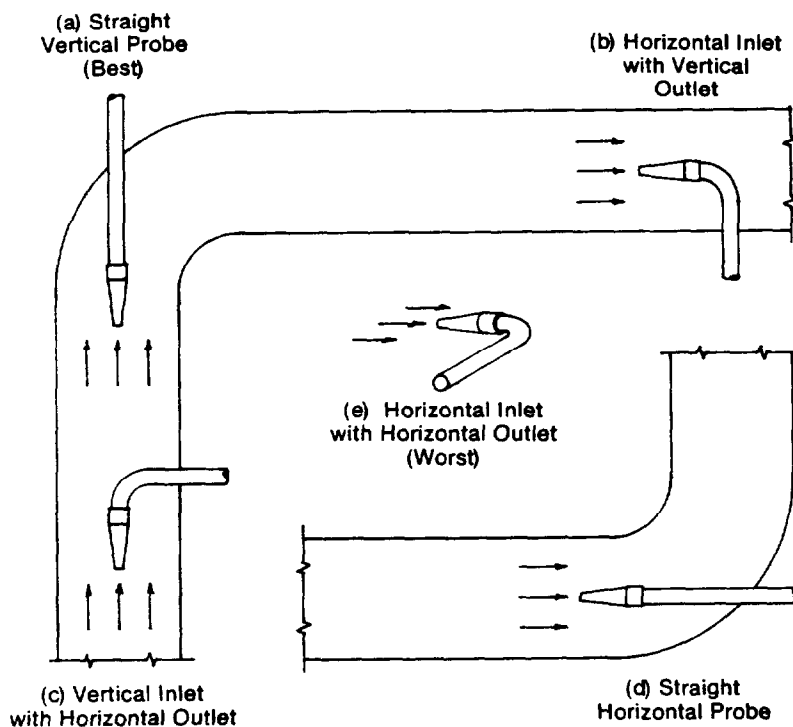 (a) Straight
Vertical Probe
(Best)
(b) Horizontal Inlet
with Vertical
Outlet
(e) Horizontal Inlet
with Horizontal Outlet
(Worst)
(c) Vertical Inlet
with Horizontal Outlet
(d) Straight
Horizontal Probe